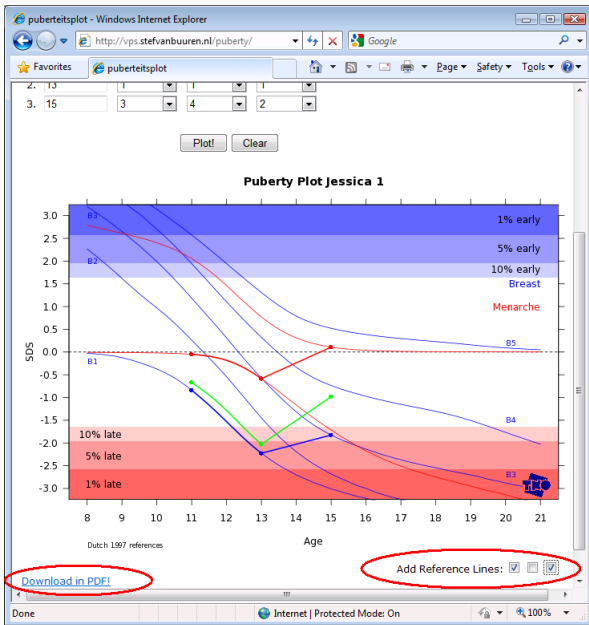 puberteitsplot - Windows Internet Explorer
http://vps.stefvanbuuren.nl/puberty/
Google
Favorites
puberteitsplot
Page
Safety
Tools
2. 13 1 1 1
3. 15 3 4 2
Plot! Clear
Puberty Plot Jessica 1
3.0
2.5
2.0
1.5
1.0
0.5
0.0
-0.5
-1.0
-1.5
-2.0
-2.5
-3.0
SDS
B3
B2
B1
1% early
5% early
10% early
Breast
Menarche
B5
B4
B3
TNO
10% late
5% late
1% late
8 9 10 11 12 13 14 15 16 17 18 19 20 21
Age
Dutch 1997 references
Add Reference Lines:
Download in PDF!
Done
Internet | Protected Mode: On
100%